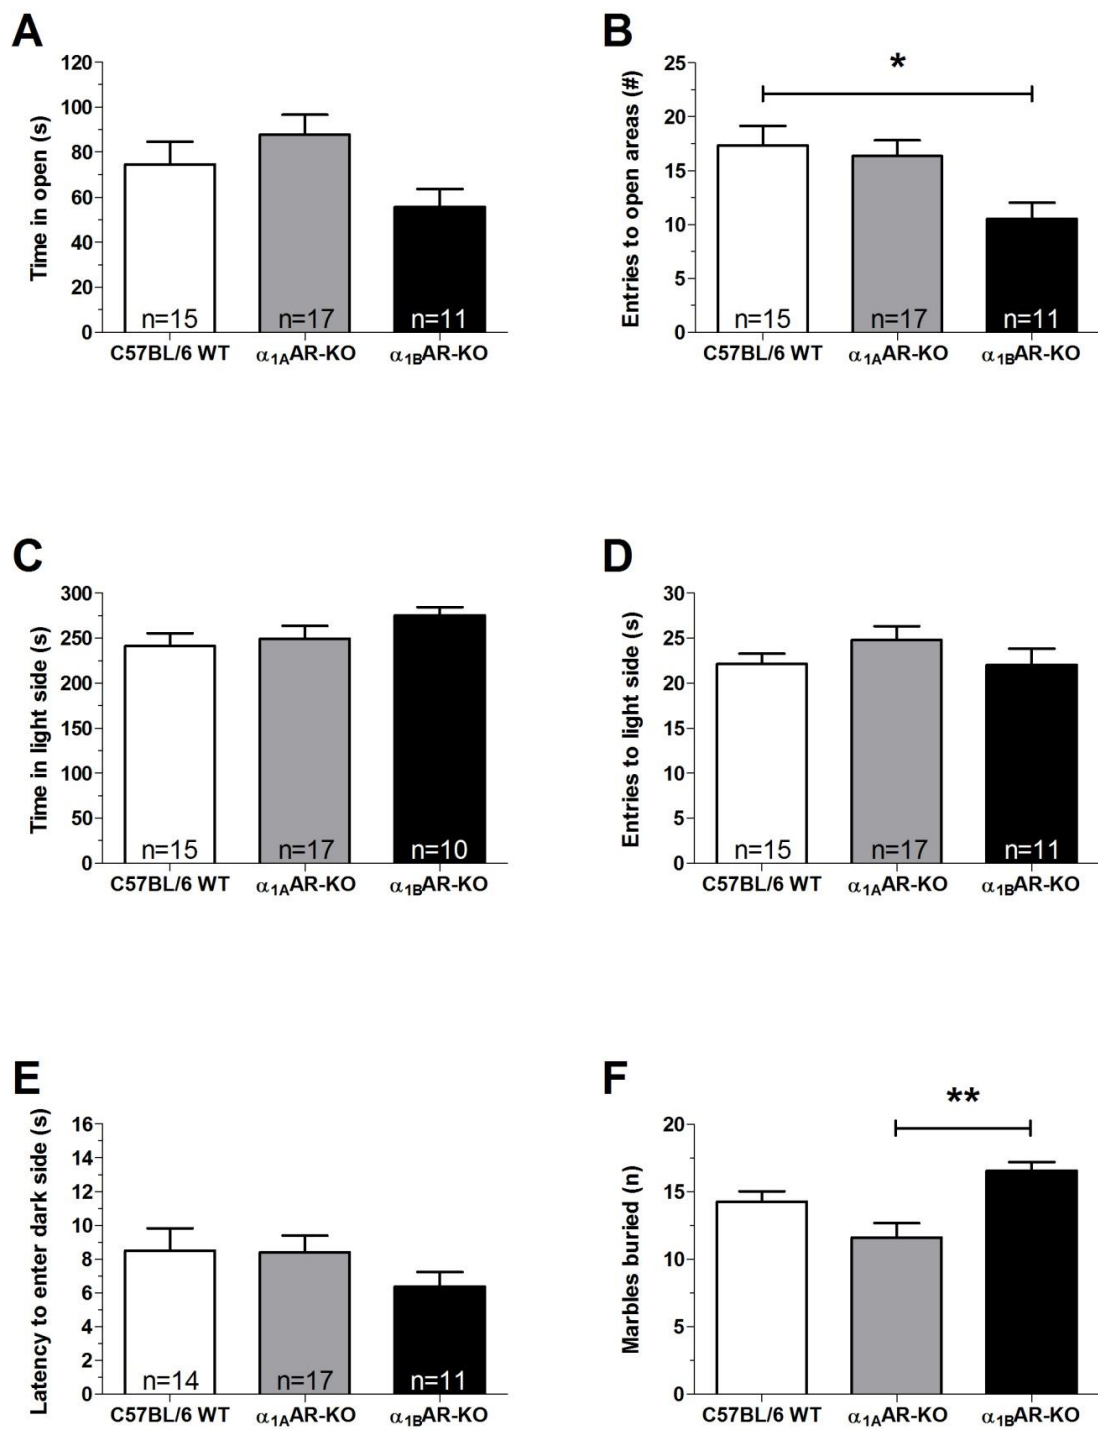 A
Time in open (s)
120
100
80
60
40
20
0
n=15
n=17
n=11
C57BL/6 WT
α1AAR-KO
α1BAR-KO
B
Entries to open areas (#)
25
20
15
10
5
0
*
n=15
n=17
n=11
C57BL/6 WT
α1AAR-KO
α1BAR-KO
C
Time in light side (s)
300
250
200
150
100
50
0
n=15
n=17
n=10
C57BL/6 WT
α1AAR-KO
α1BAR-KO
D
Entries to light side (s)
30
25
20
15
10
5
0
n=15
n=17
n=11
C57BL/6 WT
α1AAR-KO
α1BAR-KO
E
Latency to enter dark side (s)
16
14
12
10
8
6
4
2
0
n=14
n=17
n=11
C57BL/6 WT
α1AAR-KO
α1BAR-KO
F
Marbles buried (n)
20
15
10
5
0
**
C57BL/6 WT
α1AAR-KO
α1BAR-KO